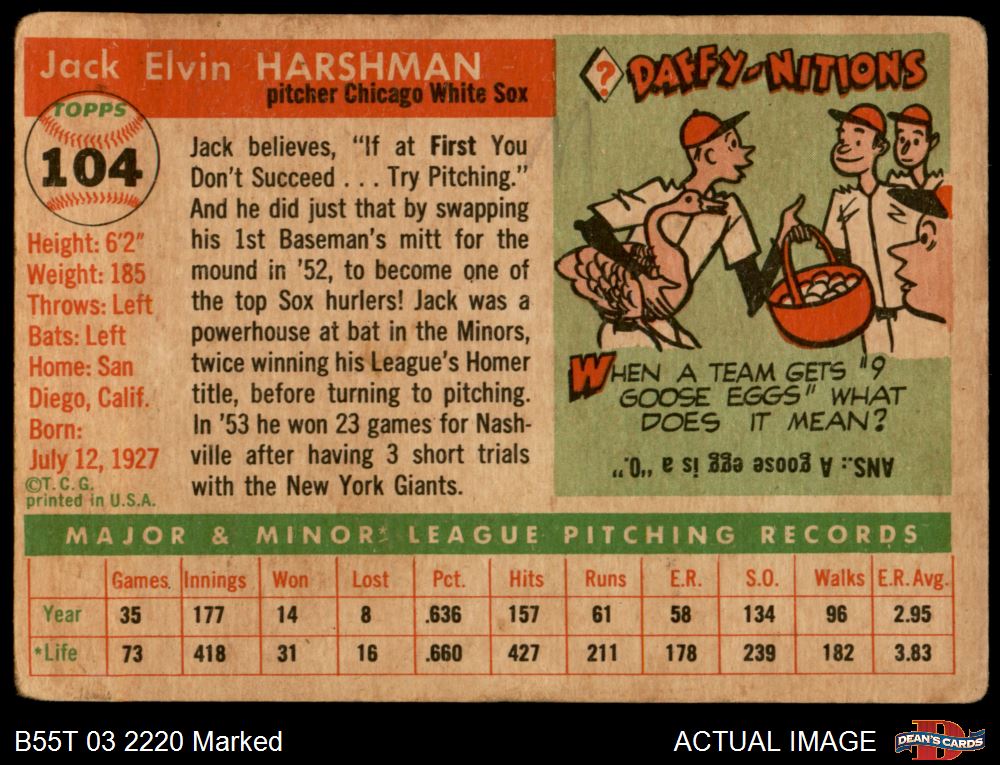 Jack Elvin HARSHMAN
pitcher Chicago White Sox
TOPPS
104
Height: 6'2"
Weight: 185
Throws: Left
Bats: Left
Home: San
Diego, Calif.
Born:
July 12, 1927
©T. C. G.
printed in U.S.A.
Jack believes, "If at First You
Don't Succeed . . . Try Pitching."
And he did just that by swapping
his 1st Baseman's mitt for the
mound in '52, to become one of
the top Sox hurlers! Jack was a
powerhouse at bat in the Minors,
twice winning his League's Homer
title, before turning to pitching.
In '53 he won 23 games for Nash-
ville after having 3 short trials
with the New York Giants.
? DAFFY-NITIONS
WHEN A TEAM GETS "9
GOOSE EGGS" WHAT
DOES IT MEAN?
ANS.: A goose egg is a "0."
MAJOR & MINOR* LEAGUE PITCHING RECORDS
Games Innings Won Lost Pct. Hits Runs E.R. S.O. Walks E.R. Avg.
Year 35 177 14 8 .636 157 61 58 134 96 2.95
*Life 73 418 31 16 .660 427 211 178 239 182 3.83
B55T 03 2220 Marked
ACTUAL IMAGE
D
DEAN'S CARDS